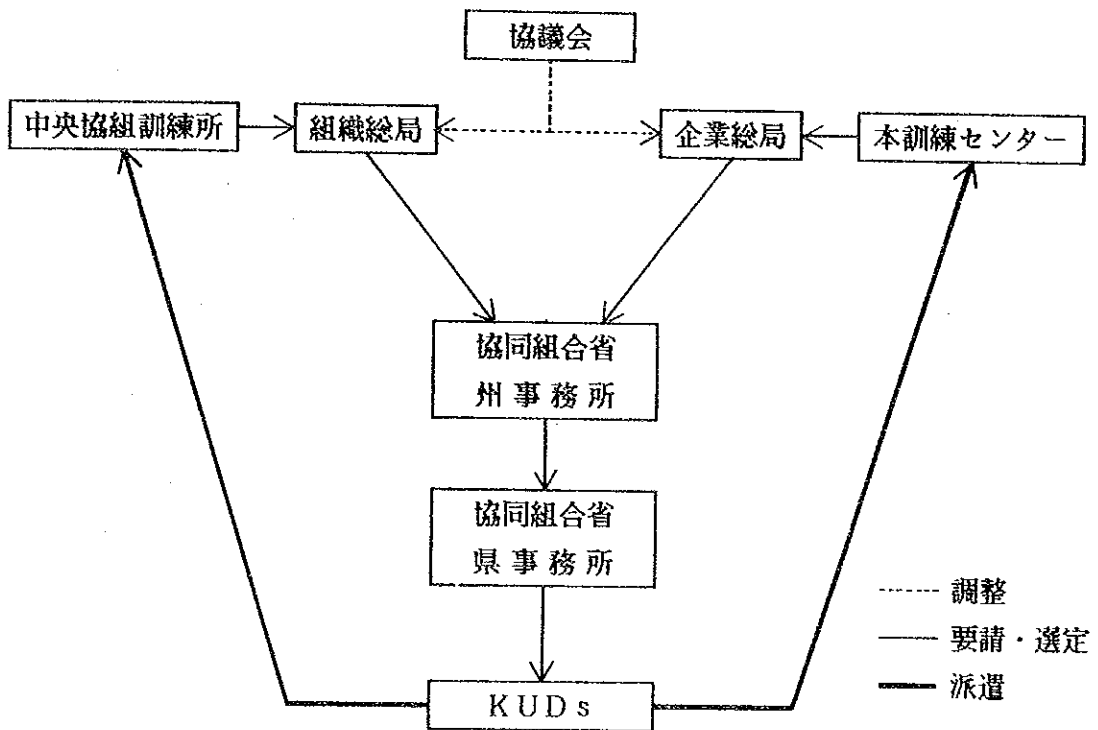 協議会
中央協組訓練所
組織総局
企業総局
本訓練センター
協同組合省
州事務所
協同組合省
県事務所
KUDs
調整
要請・選定
派遣